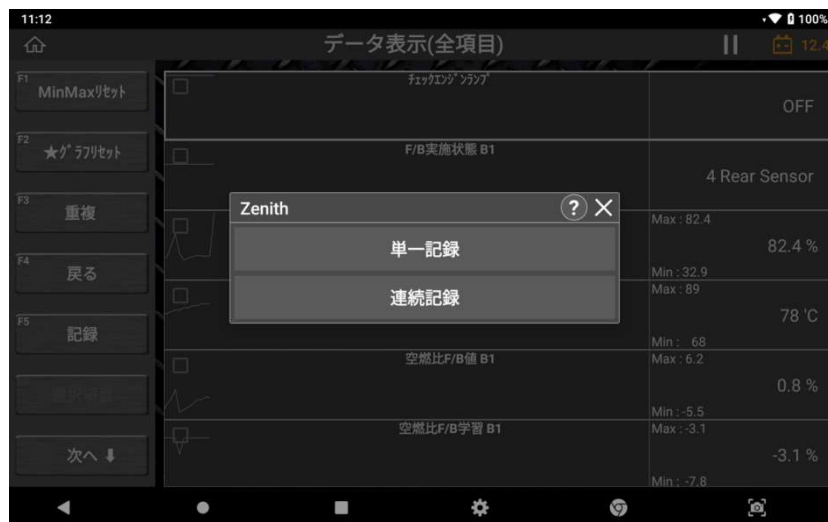 11:12
100%
データ表示(全項目)
12.4
F1
MinMaxﾘｾｯﾄ
ﾁｪｯｸｴﾝｼﾞﾝﾗﾝﾌﾟ
OFF
F2
★ｸﾞﾗﾌﾘｾｯﾄ
F/B実施状態 B1
4 Rear Sensor
F3
重複
Zenith
?
単一記録
連続記録
Max : 82.4
82.4 %
Min : 32.9
F4
戻る
Max : 89
78 'C
Min : 68
F5
記録
空燃比F/B値 B1
Max : 6.2
0.8 %
Min : -5.5
空燃比F/B学習 B1
Max : -3.1
-3.1 %
Min : -7.8
次へ ⬇